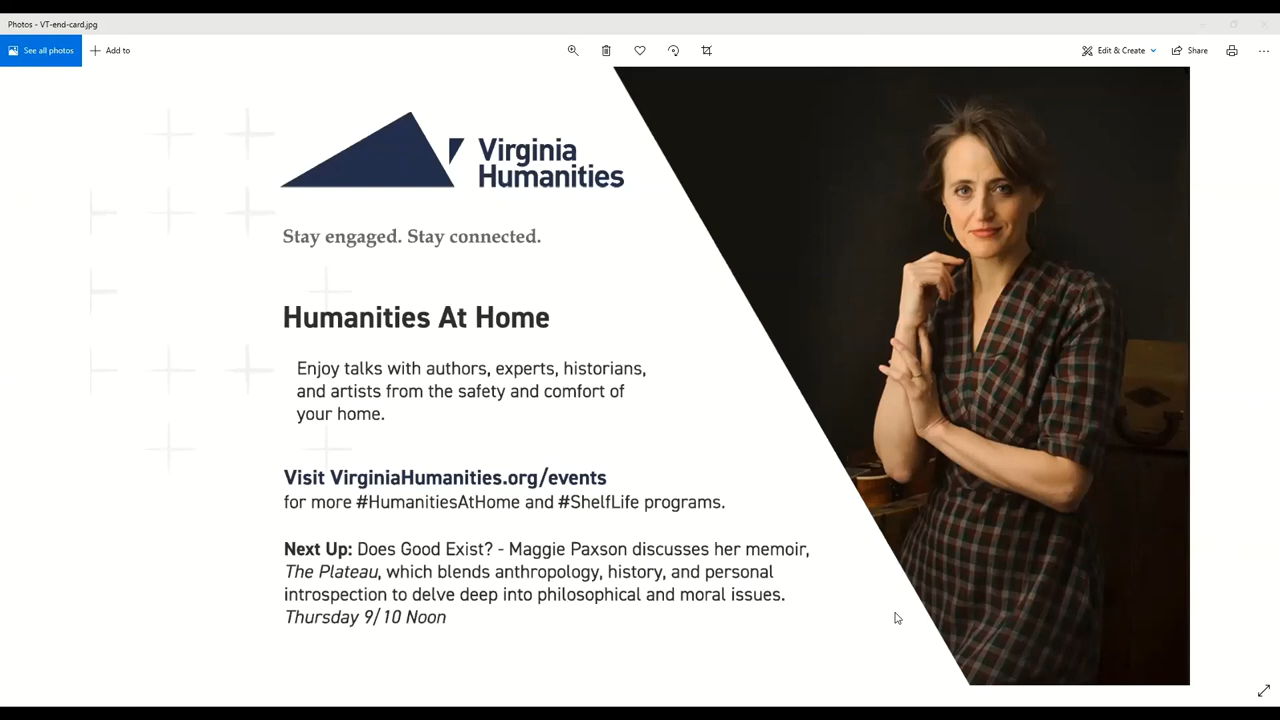 Photos - VT-end-card.jpg
See all photos
Add to
Edit & Create
Share
Virginia
Humanities
Stay engaged. Stay connected.
Humanities At Home
Enjoy talks with authors, experts, historians,
and artists from the safety and comfort of
your home.
Visit VirginiaHumanities.org/events
for more #HumanitiesAtHome and #ShelfLife programs.
Next Up: Does Good Exist? - Maggie Paxson discusses her memoir,
The Plateau, which blends anthropology, history, and personal
introspection to delve deep into philosophical and moral issues.
Thursday 9/10 Noon